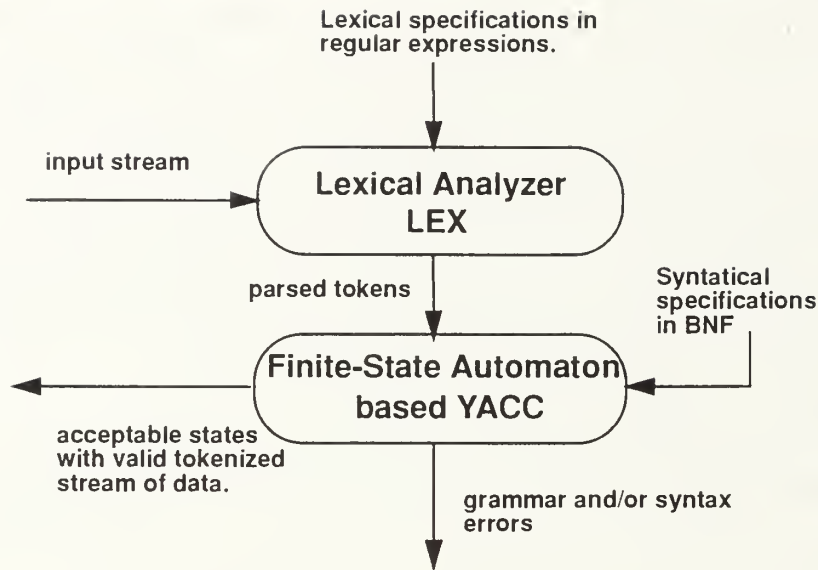 Lexical specifications in
regular expressions.
input stream
Lexical Analyzer
LEX
parsed tokens
Syntatical
specifications
in BNF
Finite-State Automaton
based YACC
acceptable states
with valid tokenized
stream of data.
grammar and/or syntax
errors